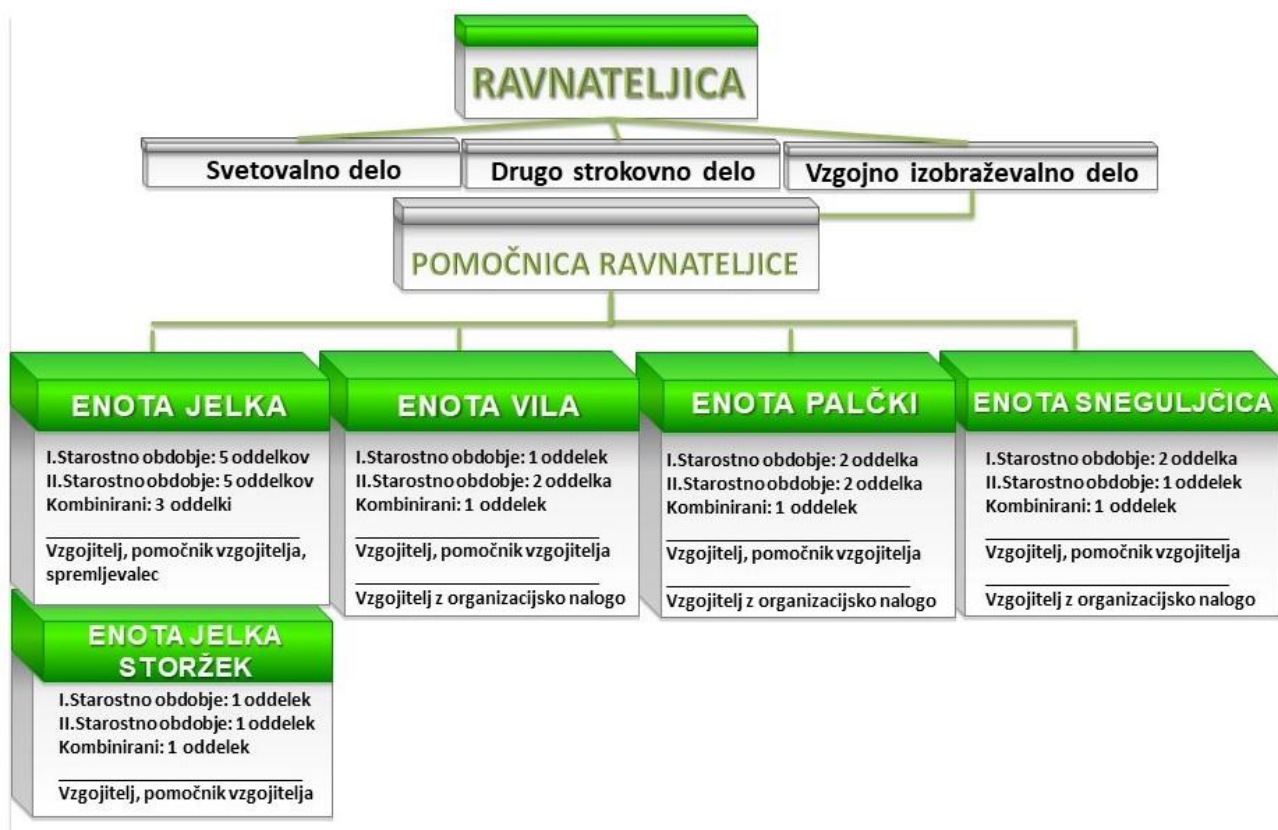 RAVNATELJICA
Svetovalno delo
Drugo strokovno delo
Vzgojno izobraževalno delo
POMOČNICA RAVNATELJICE
ENOTA JELKA
I.Starostno obdobje: 5 oddelkov
II.Starostno obdobje: 5 oddelkov
Kombinirani: 3 oddelki
Vzgojitelj, pomočnik vzgojitelja,
spremljevalec
ENOTA VILA
I.Starostno obdobje: 1 oddelek
II.Starostno obdobje: 2 oddelka
Kombinirani: 1 oddelek
Vzgojitelj, pomočnik vzgojitelja
Vzgojitelj z organizacijsko nalogo
ENOTA PALČKI
I.Starostno obdobje: 2 oddelka
II.Starostno obdobje: 2 oddelka
Kombinirani: 1 oddelek
Vzgojitelj, pomočnik vzgojitelja
Vzgojitelj z organizacijsko nalogo
ENOTA SNEGULJČICA
I.Starostno obdobje: 2 oddelka
II.Starostno obdobje: 1 oddelek
Kombinirani: 1 oddelek
Vzgojitelj, pomočnik vzgojitelja
Vzgojitelj z organizacijsko nalogo
ENOTA JELKA
STORŽEK
I.Starostno obdobje: 1 oddelek
II.Starostno obdobje: 1 oddelek
Kombinirani: 1 oddelek
Vzgojitelj, pomočnik vzgojitelja